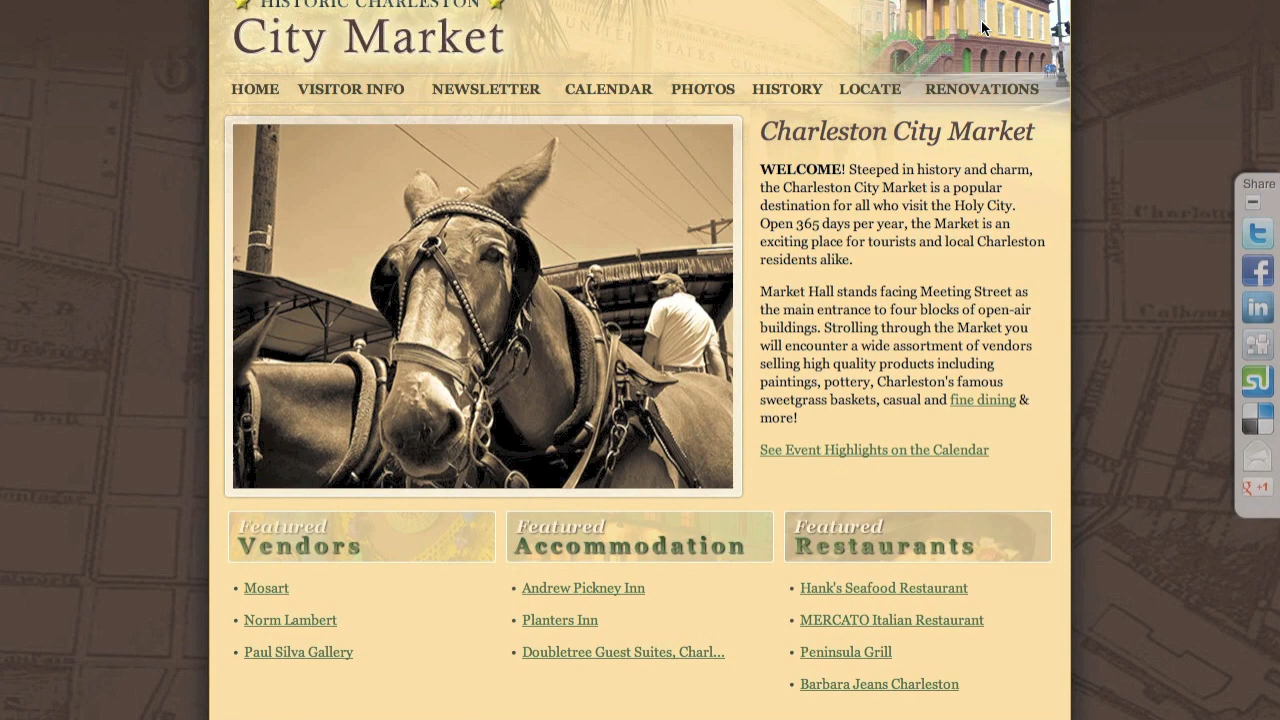 HISTORIC CHARLESTON
City Market
UNITED STATES CUSTOM
HOME VISITOR INFO NEWSLETTER CALENDAR PHOTOS HISTORY LOCATE RENOVATIONS
Charleston City Market
WELCOME! Steeped in history and charm,
the Charleston City Market is a popular
destination for all who visit the Holy City.
Open 365 days per year, the Market is an
exciting place for tourists and local Charleston
residents alike.
Market Hall stands facing Meeting Street as
the main entrance to four blocks of open-air
buildings. Strolling through the Market you
will encounter a wide assortment of vendors
selling high quality products including
paintings, pottery, Charleston's famous
sweetgrass baskets, casual and fine dining &
more!
See Event Highlights on the Calendar
Share
+1
Featured
Vendors
• Mosart
• Norm Lambert
• Paul Silva Gallery
Featured
Accommodation
• Andrew Pickney Inn
• Planters Inn
• Doubletree Guest Suites, Charl...
Featured
Restaurants
• Hank's Seafood Restaurant
• MERCATO Italian Restaurant
• Peninsula Grill
• Barbara Jeans Charleston